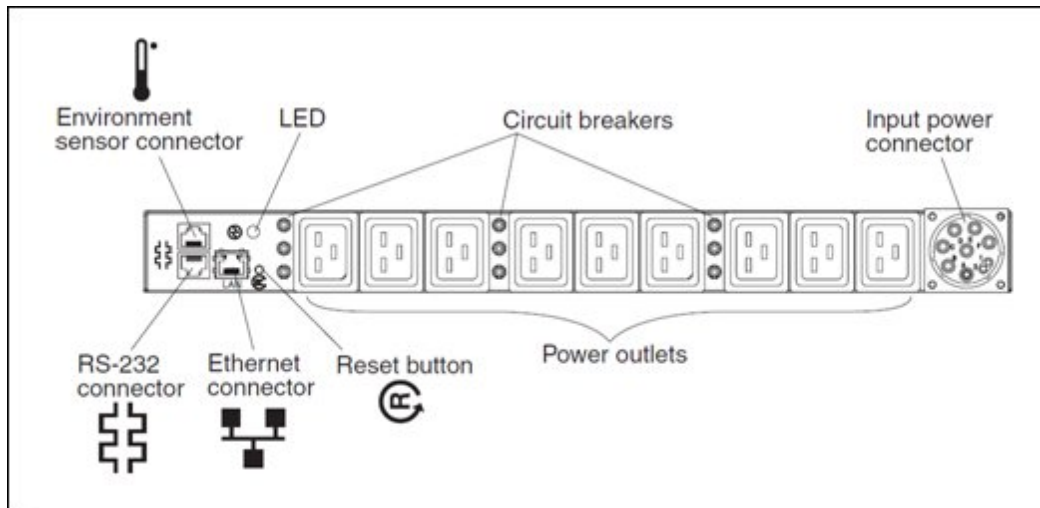 Environment
sensor connector
LED
Circuit breakers
Input power
connector
LAN
RS-232
connector
Ethernet
connector
Reset button
R
Power outlets